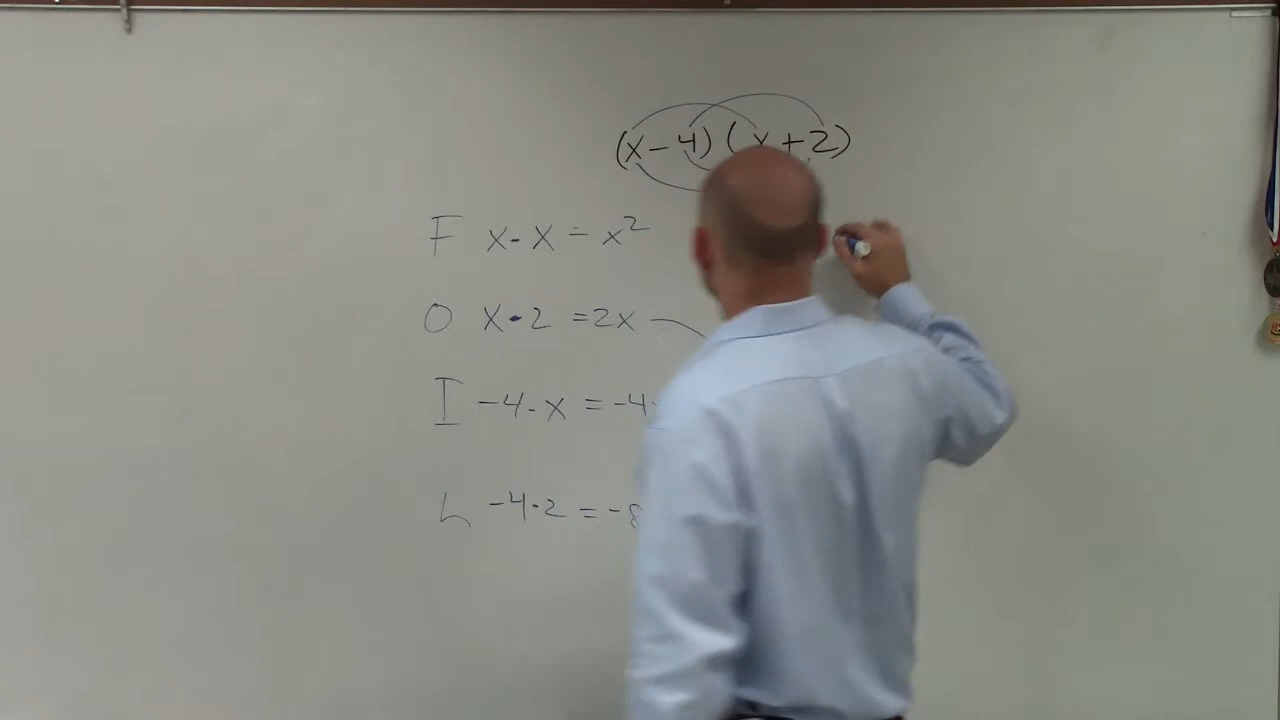 (x-4)(x+2)
F x·x=x²
O x·2=2x
I -4·x=-4
L -4·2=-8